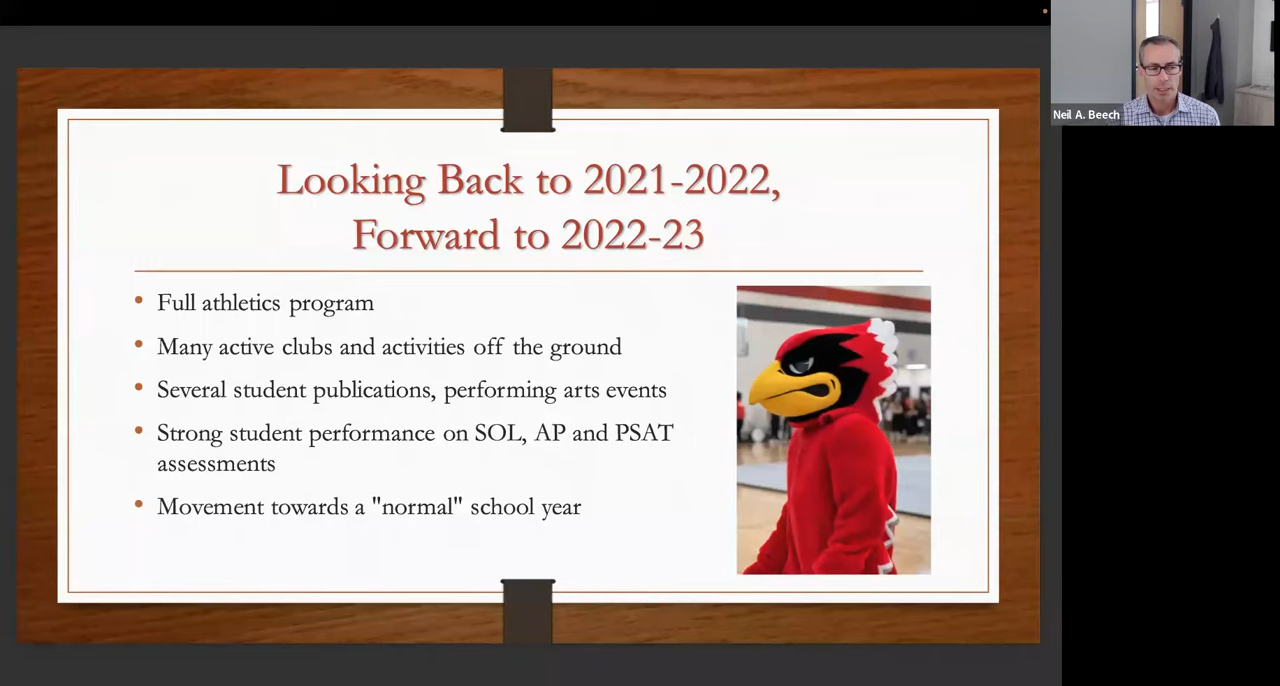 Neil A. Beech
Looking Back to 2021-2022,
Forward to 2022-23
• Full athletics program
• Many active clubs and activities off the ground
• Several student publications, performing arts events
• Strong student performance on SOL, AP and PSAT
assessments
• Movement towards a "normal" school year